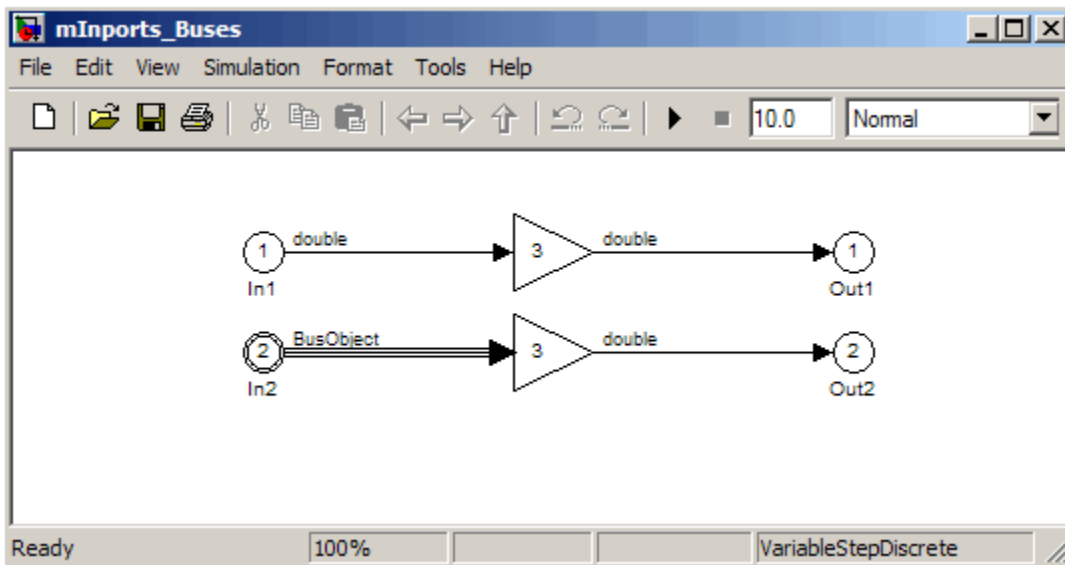 mInports_Buses
File Edit View Simulation Format Tools Help
10.0 Normal
1 double 3 double 1
In1 Out1
2 BusObject 3 double 2
In2 Out2
Ready 100% VariableStepDiscrete